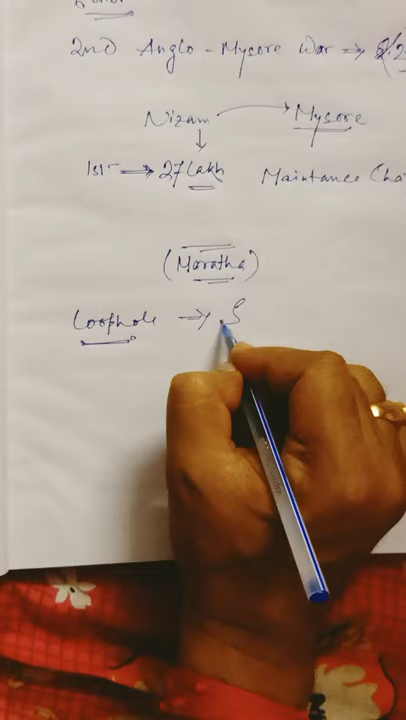 2nd Anglo-Mysore War ⇒
Nizam → Mysore
↓
1st ⇒ 27 Lakh Maintance Cha
(Maratha)
Loophole ⇒ S